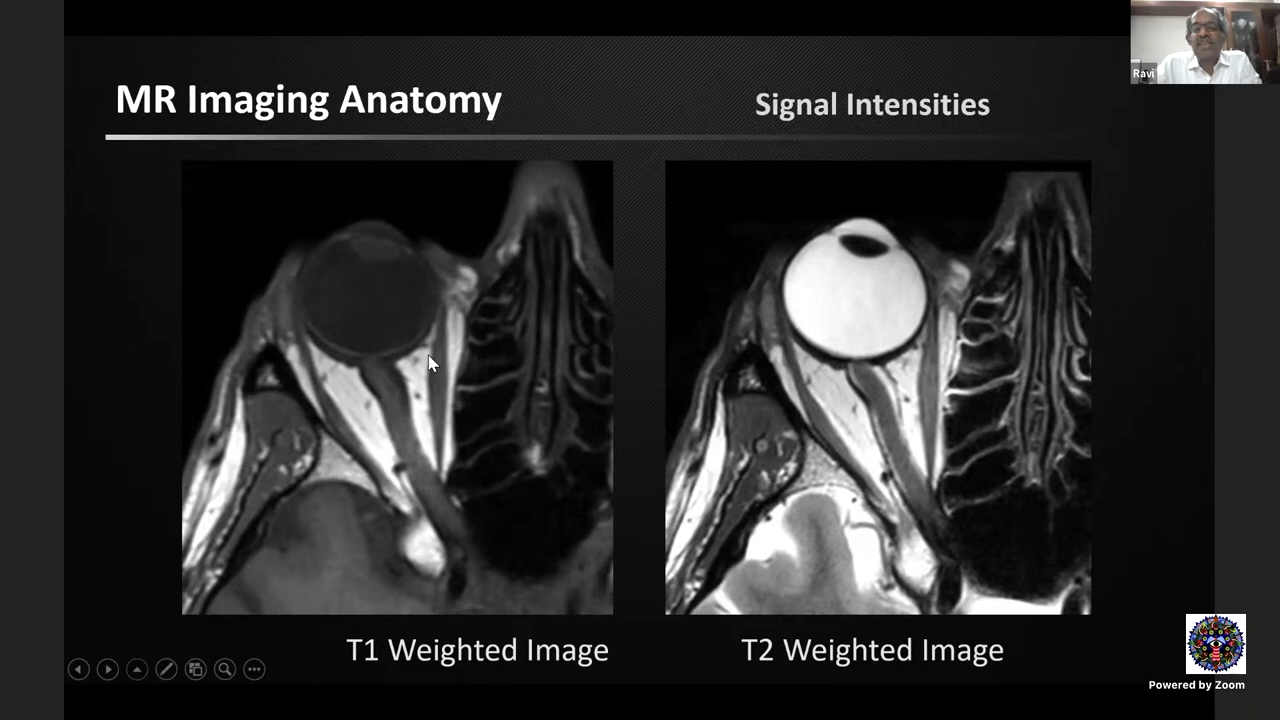 MR Imaging Anatomy
Signal Intensities
Ravi
T1 Weighted Image
T2 Weighted Image
Powered by Zoom